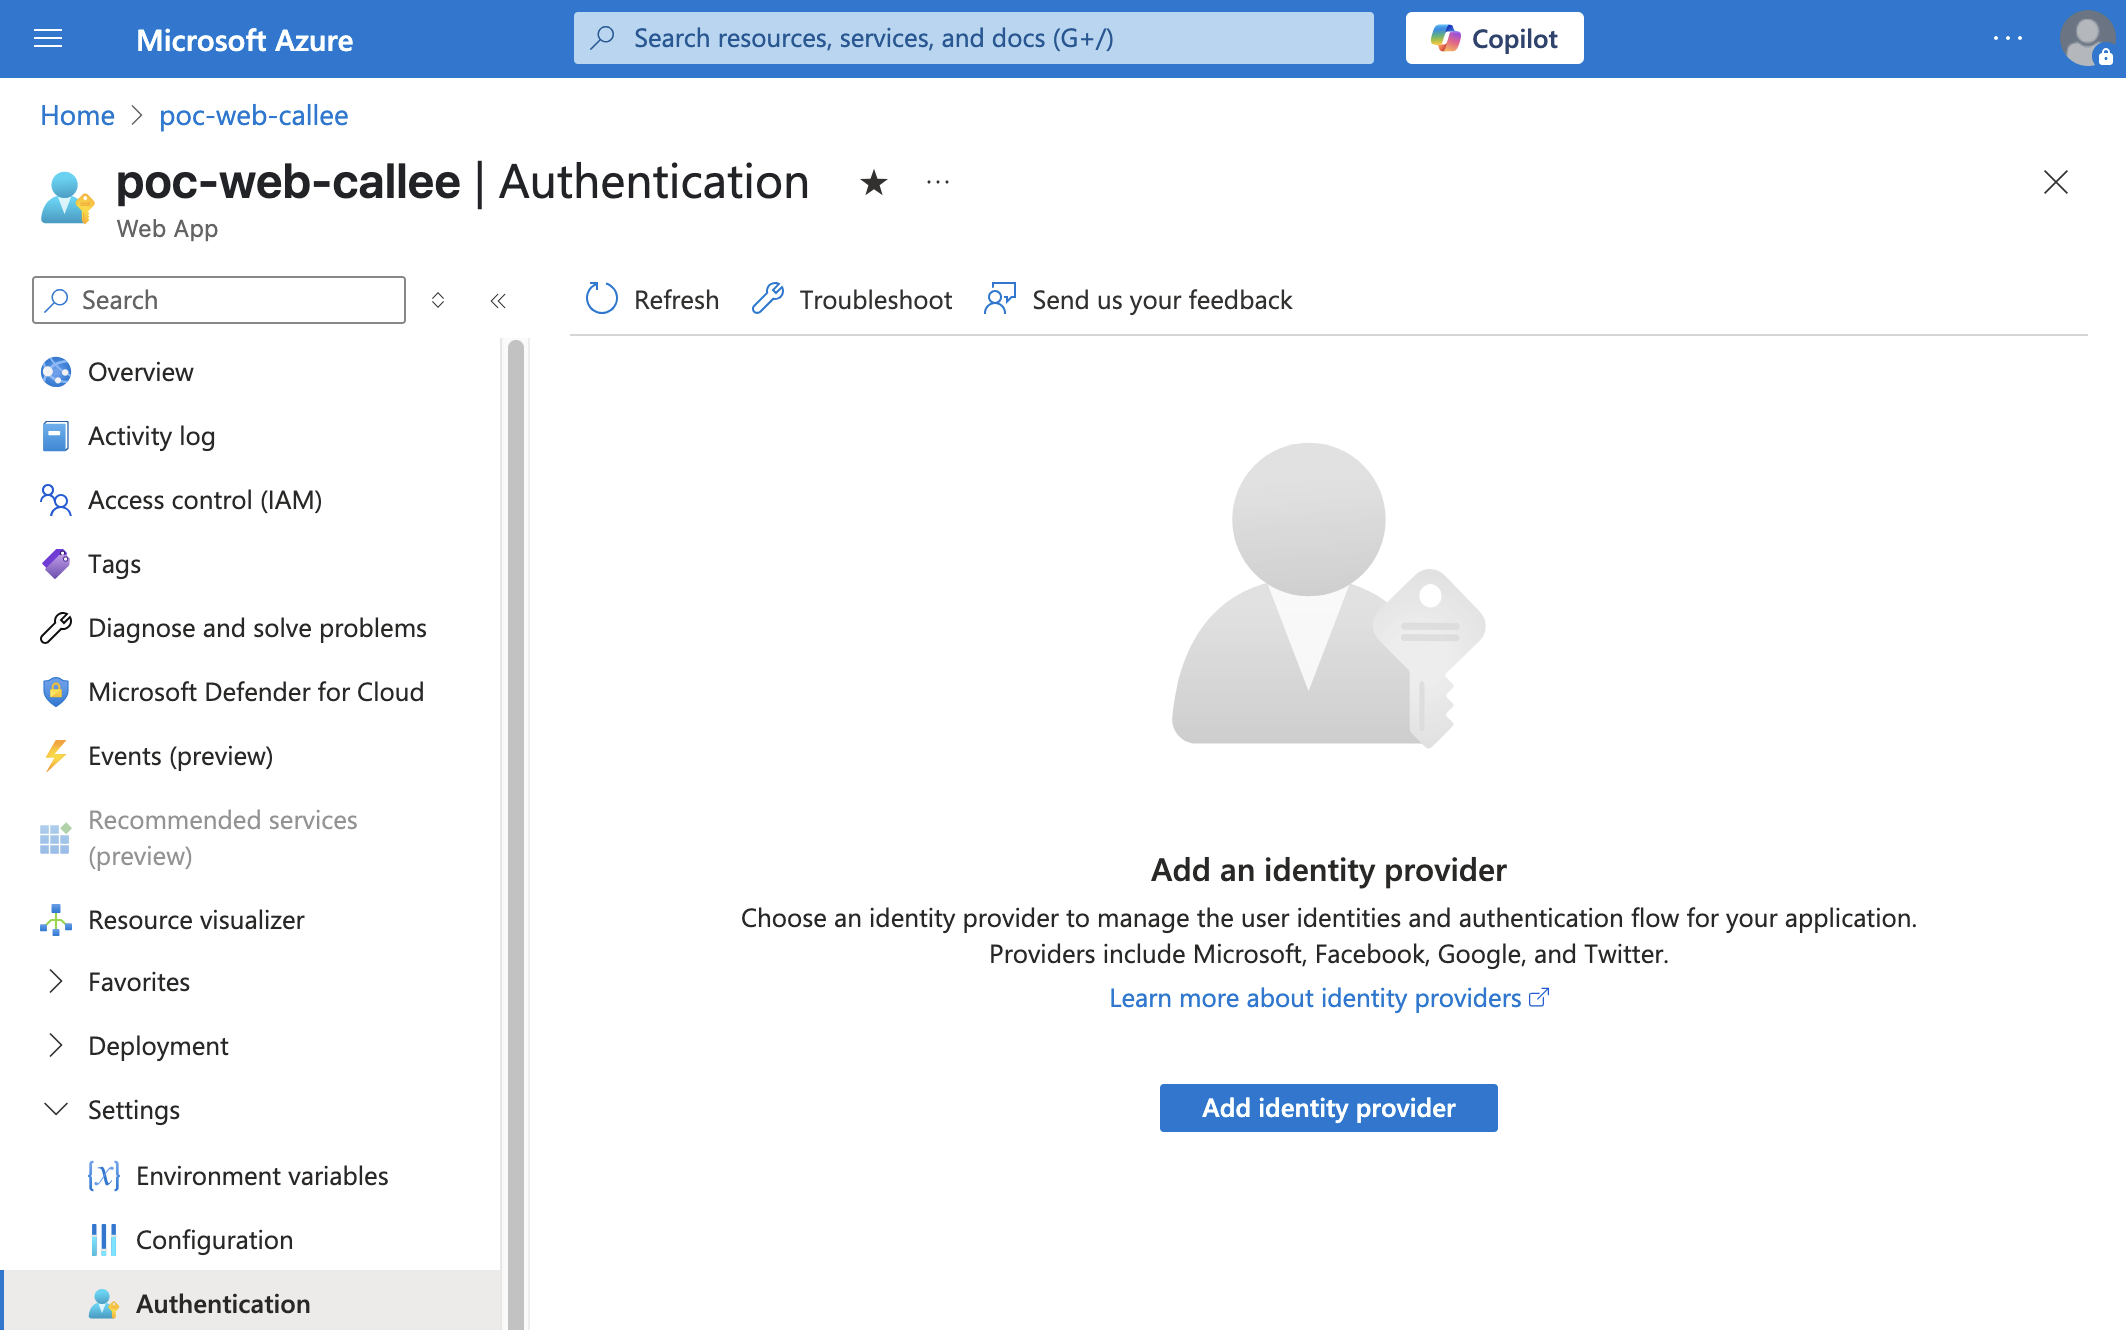 Microsoft Azure
Search resources, services, and docs (G+/)
Copilot
Home > poc-web-callee
poc-web-callee | Authentication
Web App
Search
Refresh
Troubleshoot
Send us your feedback
Overview
Activity log
Access control (IAM)
Tags
Diagnose and solve problems
Microsoft Defender for Cloud
Events (preview)
Recommended services
(preview)
Resource visualizer
Favorites
Deployment
Settings
Environment variables
Configuration
Authentication
Add an identity provider
Choose an identity provider to manage the user identities and authentication flow for your application.
Providers include Microsoft, Facebook, Google, and Twitter.
Learn more about identity providers
Add identity provider